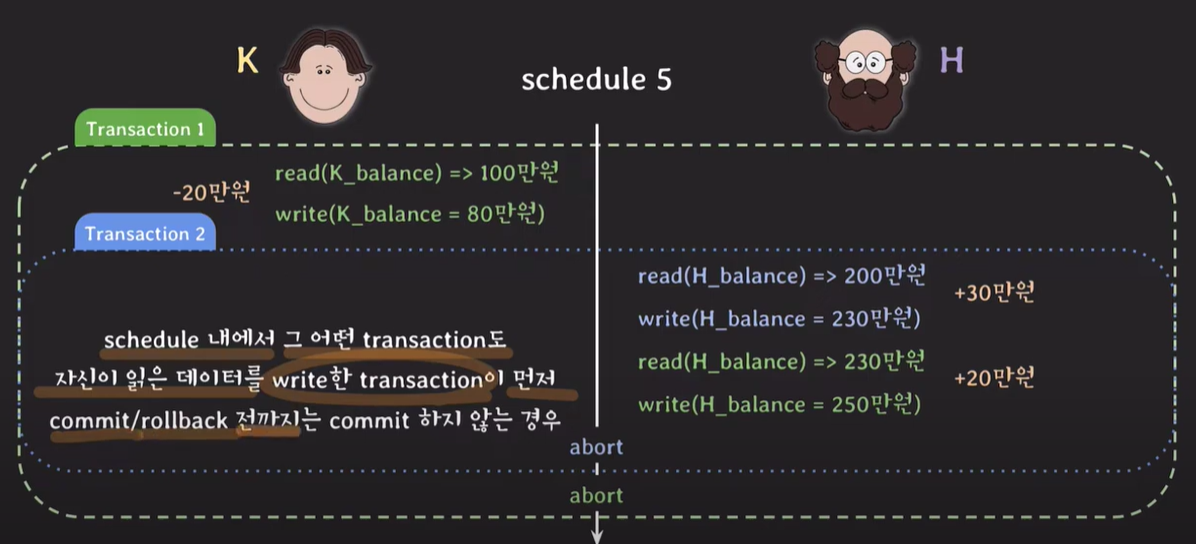 K
schedule 5
H
Transaction 1
read(K_balance) => 100만원
-20만원
write(K_balance = 80만원)
Transaction 2
read(H_balance) => 200만원
+30만원
write(H_balance = 230만원)
read(H_balance) => 230만원
+20만원
write(H_balance = 250만원)
schedule 내에서 그 어떤 transaction도
자신이 읽은 데이터를 write한 transaction이 먼저
commit/rollback 전까지는 commit 하지 않는 경우
abort
abort